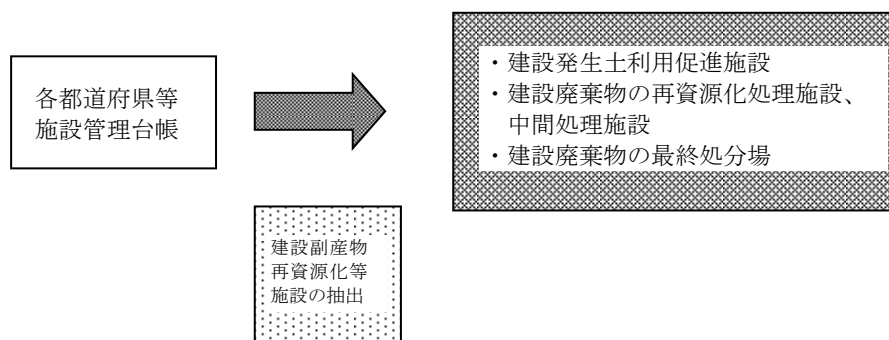 各都道府県等
施設管理台帳
・建設発生土利用促進施設
・建設廃棄物の再資源化処理施設、
中間処理施設
・建設廃棄物の最終処分場
建設副産物
再資源化等
施設の抽出